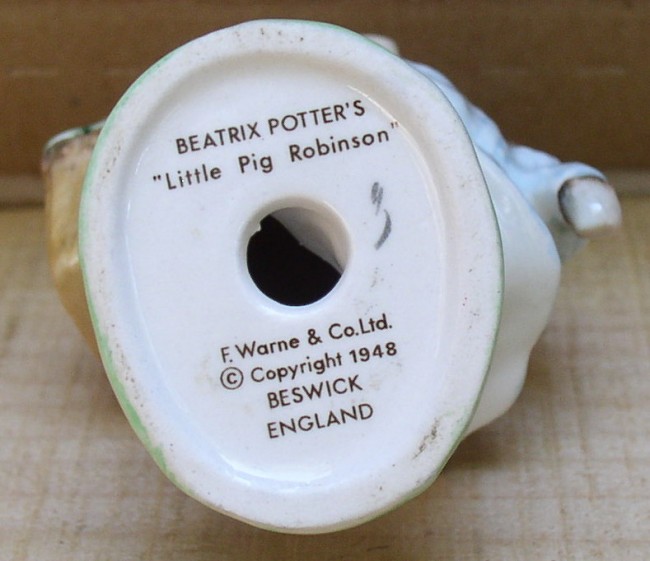 BEATRIX POTTER'S
"Little Pig Robinson"
F. Warne & Co.Ltd.
© Copyright 1948
BESWICK
ENGLAND